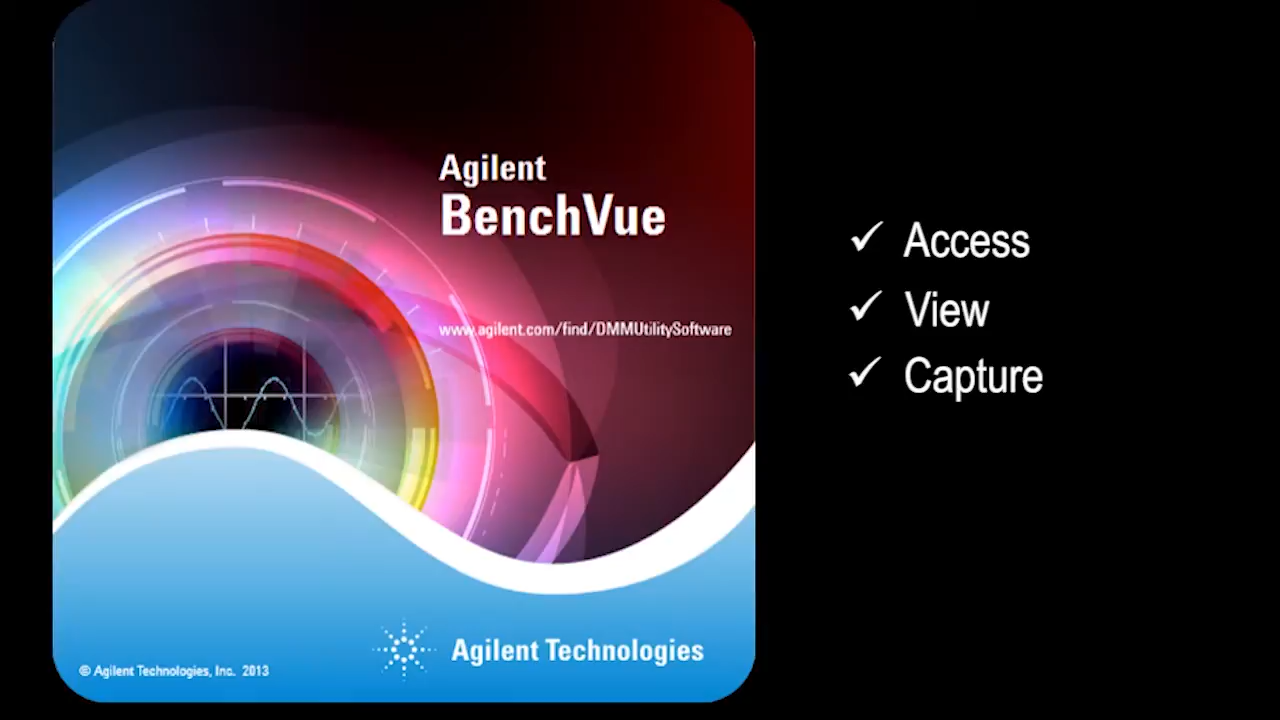 Agilent
BenchVue
www.agilent.com/find/DMMUtilitySoftware
Agilent Technologies
© Agilent Technologies, Inc. 2013
✓ Access
✓ View
✓ Capture